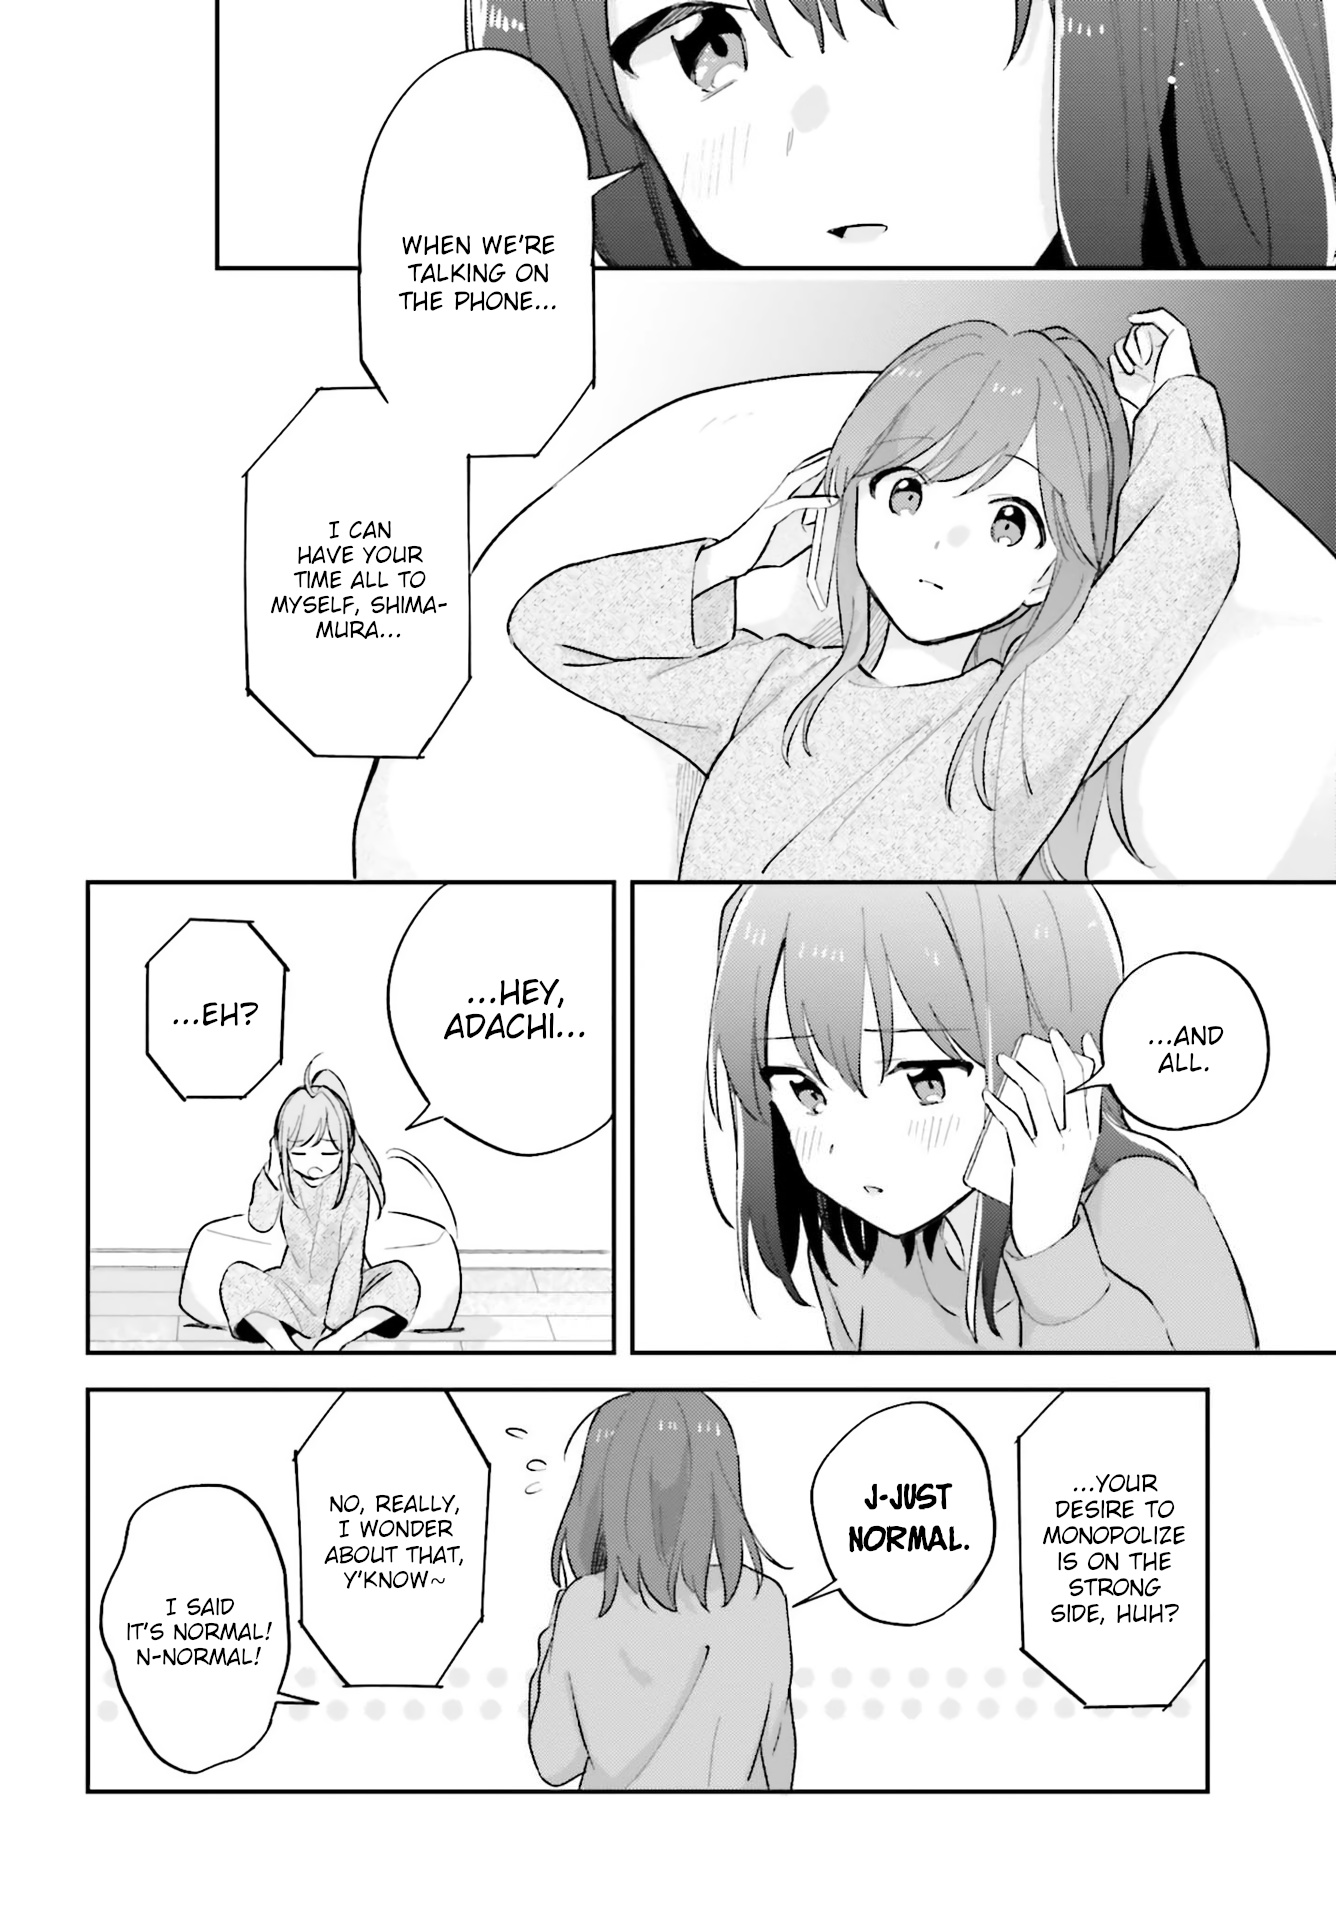 WHEN WE'RE
TALKING ON
THE PHONE...
I CAN
HAVE YOUR
TIME ALL TO
MYSELF, SHIMA-
MURA...
...AND
ALL.
...HEY,
ADACHI...
...EH?
...YOUR
DESIRE TO
MONOPOLIZE
IS ON THE
STRONG
SIDE, HUH?
J-JUST
NORMAL.
NO, REALLY,
I WONDER
ABOUT THAT,
Y'KNOW~
I SAID
IT'S NORMAL!
N-NORMAL!